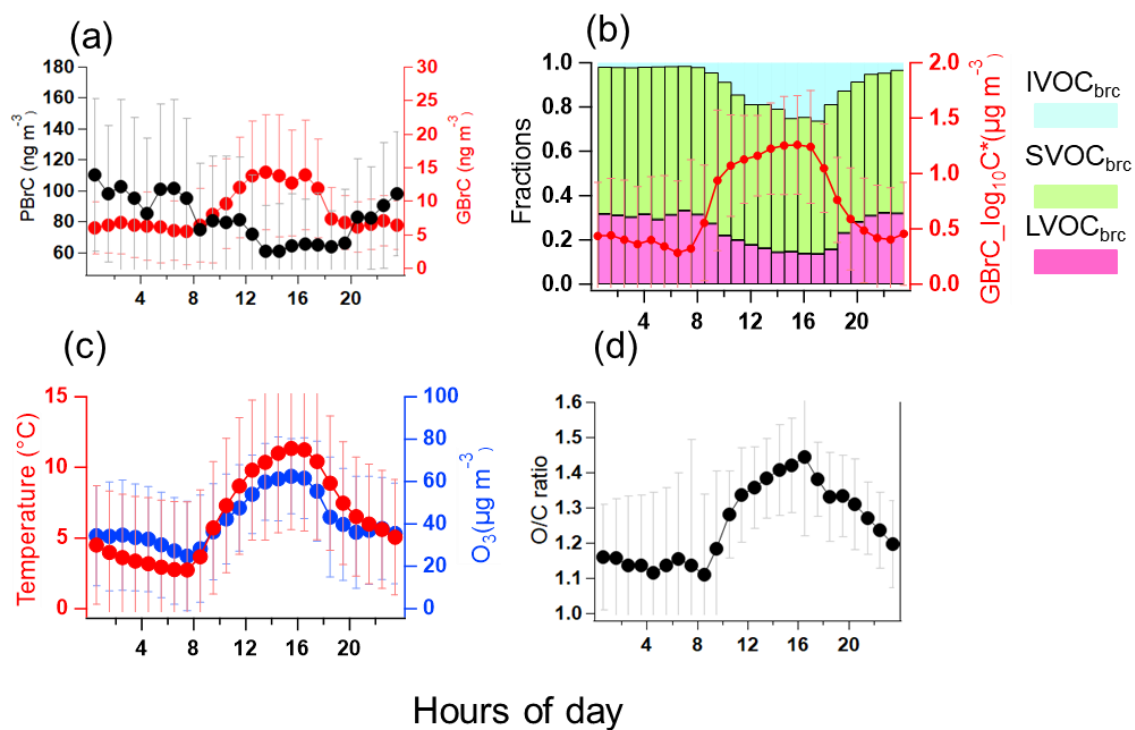 (a)
180
160
140
120
100
80
60
PBrC (ng m⁻³)
30
25
20
15
10
5
0
GBrC (ng m⁻³)
4 8 12 16 20
(b)
1.0
0.8
0.6
0.4
0.2
0.0
Fractions
2.0
1.5
1.0
0.5
0.0
GBrC_log₁₀C*(µg m⁻³)
4 8 12 16 20
IVOCbrc
SVOCbrc
LVOCbrc
(c)
15
10
5
0
Temperature (°C)
100
80
60
40
20
0
O₃(µg m⁻³)
4 8 12 16 20
(d)
1.6
1.5
1.4
1.3
1.2
1.1
1.0
O/C ratio
4 8 12 16 20
Hours of day